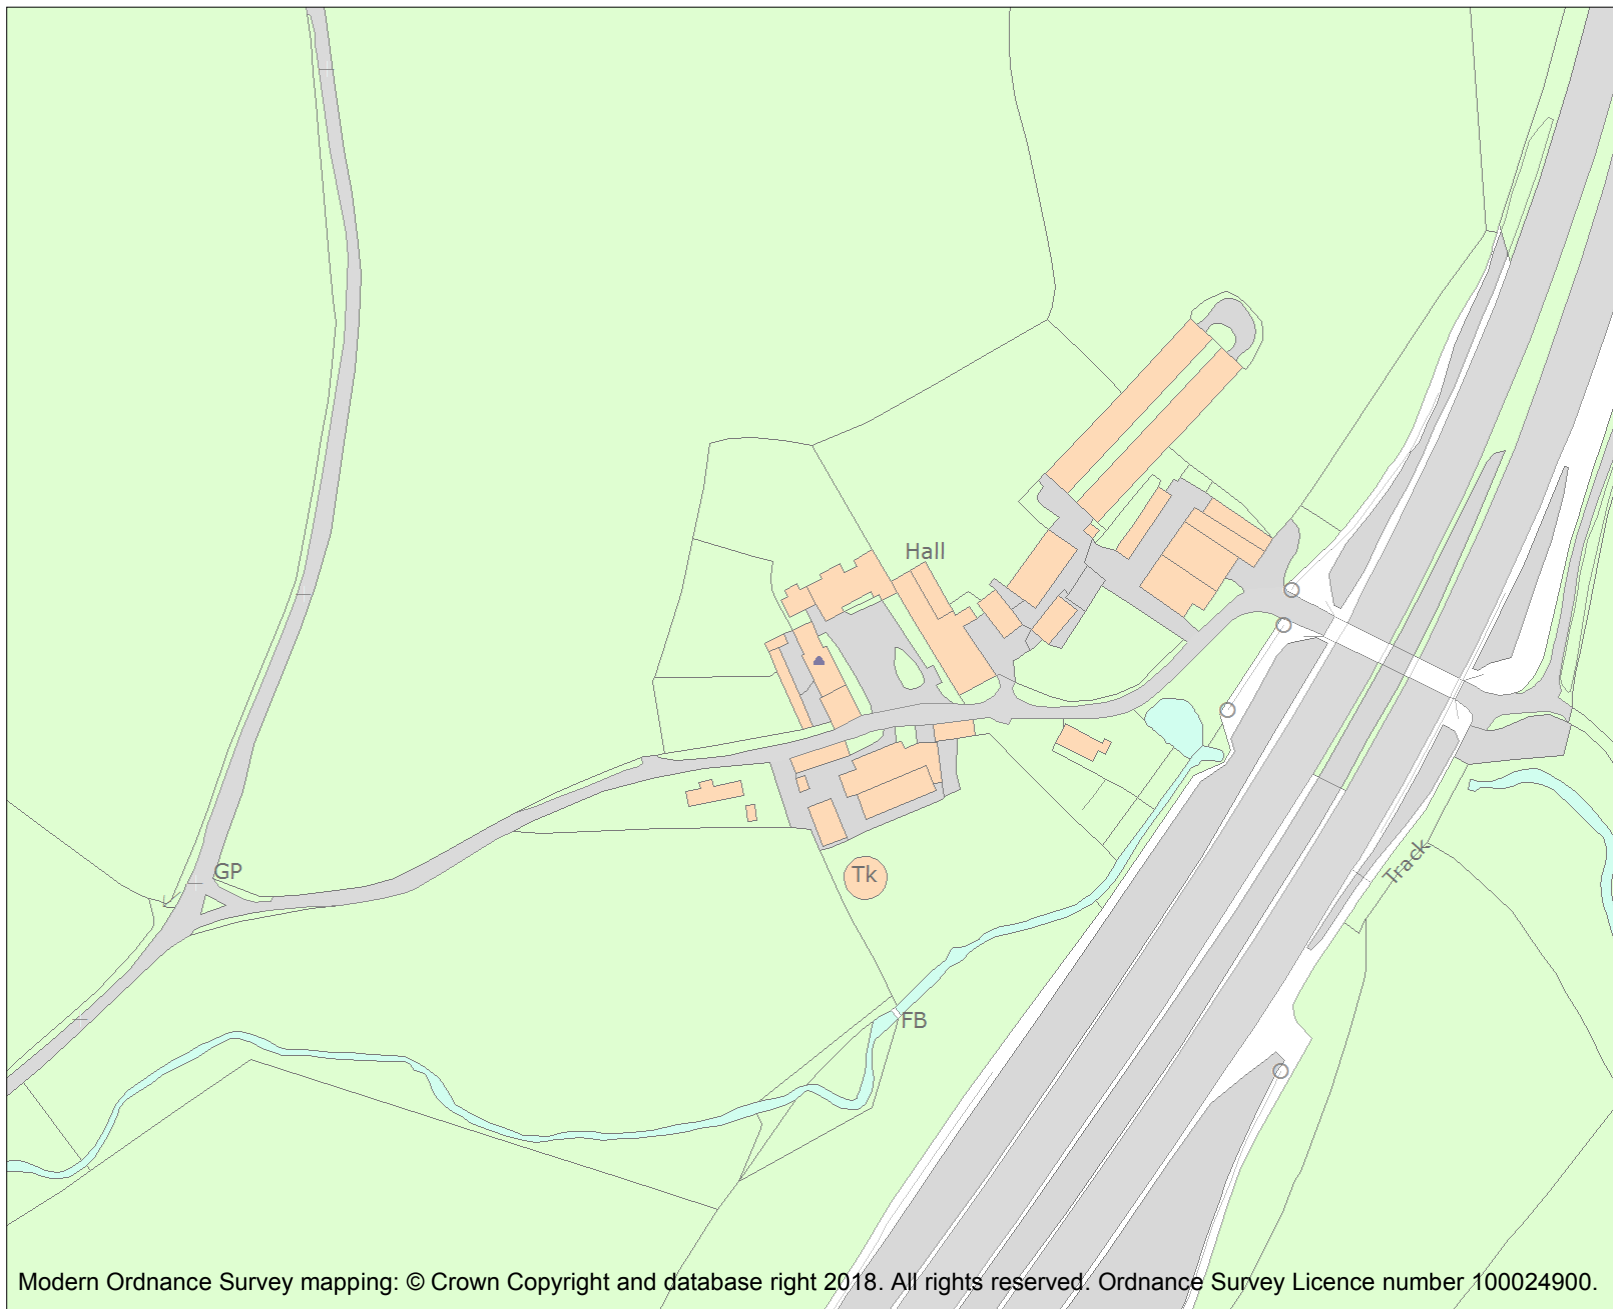 Hall
GP
Tk
Track
FB
Modern Ordnance Survey mapping: © Crown Copyright and database right 2018. All rights reserved. Ordnance Survey Licence number 100024900.